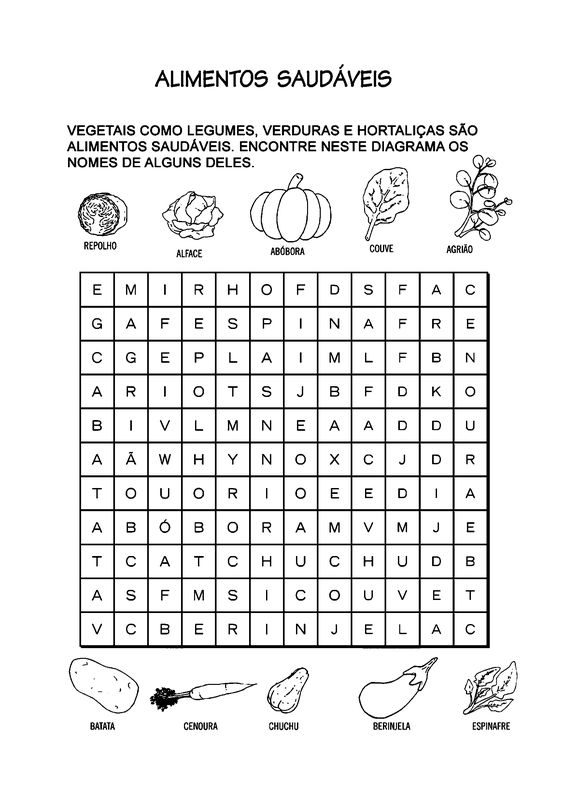 ALIMENTOS SAUDÁVEIS
VEGETAIS COMO LEGUMES, VERDURAS E HORTALIÇAS SÃO
ALIMENTOS SAUDÁVEIS. ENCONTRE NESTE DIAGRAMA OS
NOMES DE ALGUNS DELES.
REPOLHO ALFACE ABÓBORA COUVE AGRIÃO
E M I R H O F D S F A C
G A F E S P I N A F R E
C G E P L A I M L F B N
A R I O T S J B F D K O
B I V L M N E A A D D U
A Ã W H Y N O X C J D R
T O U O R I O E E D I A
A B Ó B O R A M V M J E
T C A T C H U C H U D B
A S F M S I C O U V E T
V C B E R I N J E L A C
BATATA CENOURA CHUCHU BERINJELA ESPINAFRE